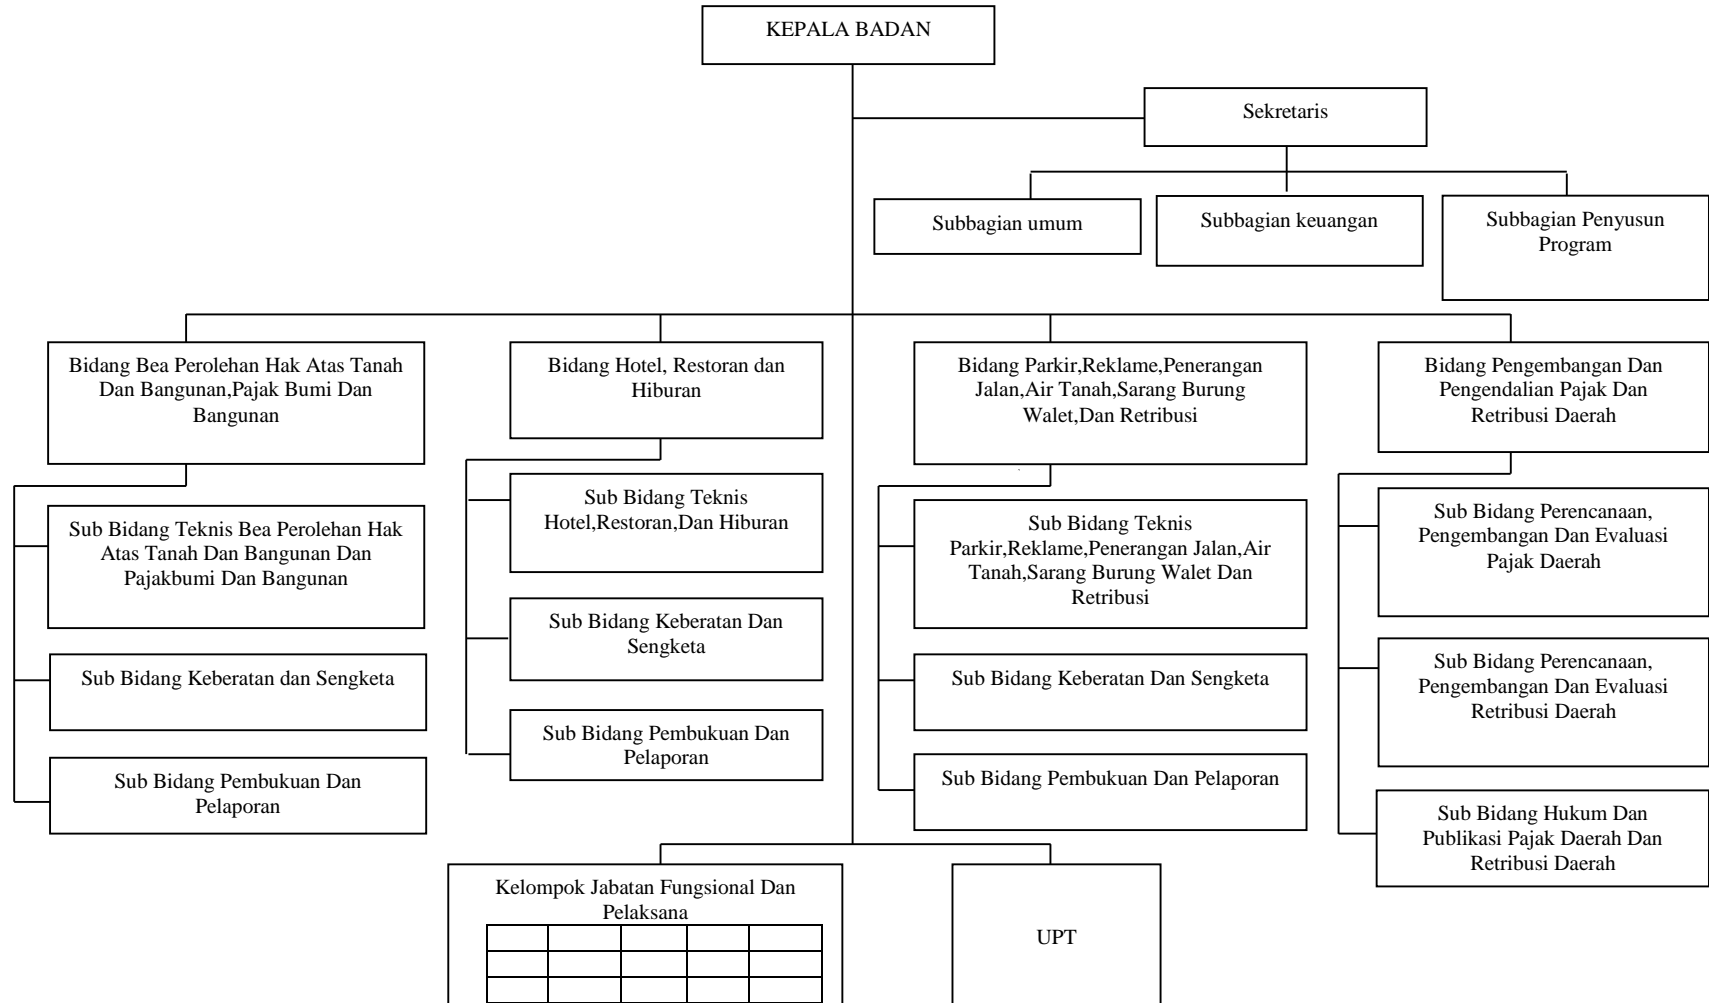 KEPALA BADAN
Sekretaris
Subbagian umum
Subbagian keuangan
Subbagian Penyusun
Program
Bidang Bea Perolehan Hak Atas Tanah
Dan Bangunan,Pajak Bumi Dan
Bangunan
Bidang Hotel, Restoran dan
Hiburan
Bidang Parkir,Reklame,Penerangan
Jalan,Air Tanah,Sarang Burung
Walet,Dan Retribusi
Bidang Pengembangan Dan
Pengendalian Pajak Dan
Retribusi Daerah
Sub Bidang Teknis Bea Perolehan Hak
Atas Tanah Dan Bangunan Dan
Pajakbumi Dan Bangunan
Sub Bidang Keberatan dan Sengketa
Sub Bidang Pembukuan Dan
Pelaporan
Sub Bidang Teknis
Hotel,Restoran,Dan Hiburan
Sub Bidang Keberatan Dan
Sengketa
Sub Bidang Pembukuan Dan
Pelaporan
Sub Bidang Teknis
Parkir,Reklame,Penerangan Jalan,Air
Tanah,Sarang Burung Walet Dan
Retribusi
Sub Bidang Keberatan Dan Sengketa
Sub Bidang Pembukuan Dan Pelaporan
Sub Bidang Perencanaan,
Pengembangan Dan Evaluasi
Pajak Daerah
Sub Bidang Perencanaan,
Pengembangan Dan Evaluasi
Retribusi Daerah
Sub Bidang Hukum Dan
Publikasi Pajak Daerah Dan
Retribusi Daerah
Kelompok Jabatan Fungsional Dan
Pelaksana
UPT